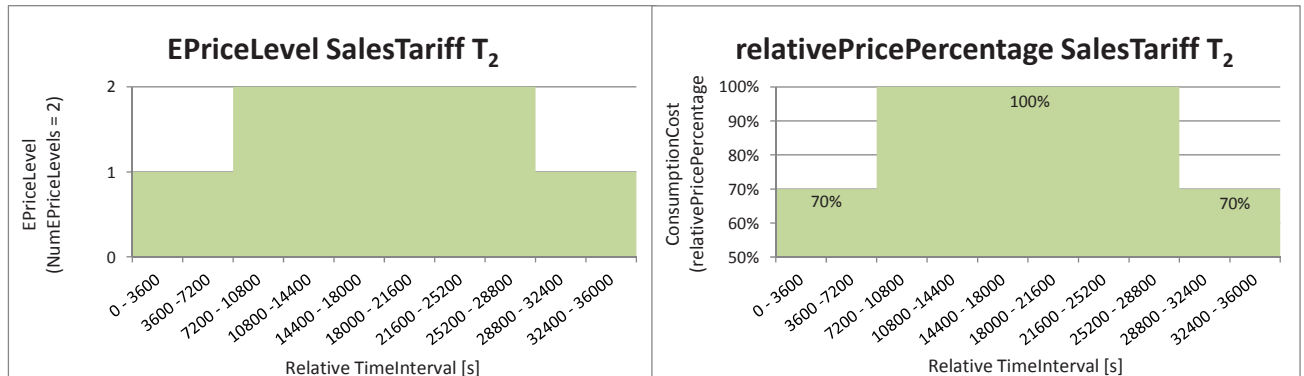 EPriceLevel SalesTariff T₂
EPriceLevel
(NumEPriceLevels = 2)
2
1
0
0 - 3600
3600 -7200
7200 - 10800
10800 -14400
14400 - 18000
18000 - 21600
21600 - 25200
25200 - 28800
28800 - 32400
32400 - 36000
Relative TimeInterval [s]
relativePricePercentage SalesTariff T₂
ConsumptionCost
(relativePricePercentage
100%
90%
80%
70%
60%
50%
70%
100%
70%
0 - 3600
3600 -7200
7200 - 10800
10800 -14400
14400 - 18000
18000 - 21600
21600 - 25200
25200 - 28800
28800 - 32400
32400 - 36000
Relative TimeInterval [s]